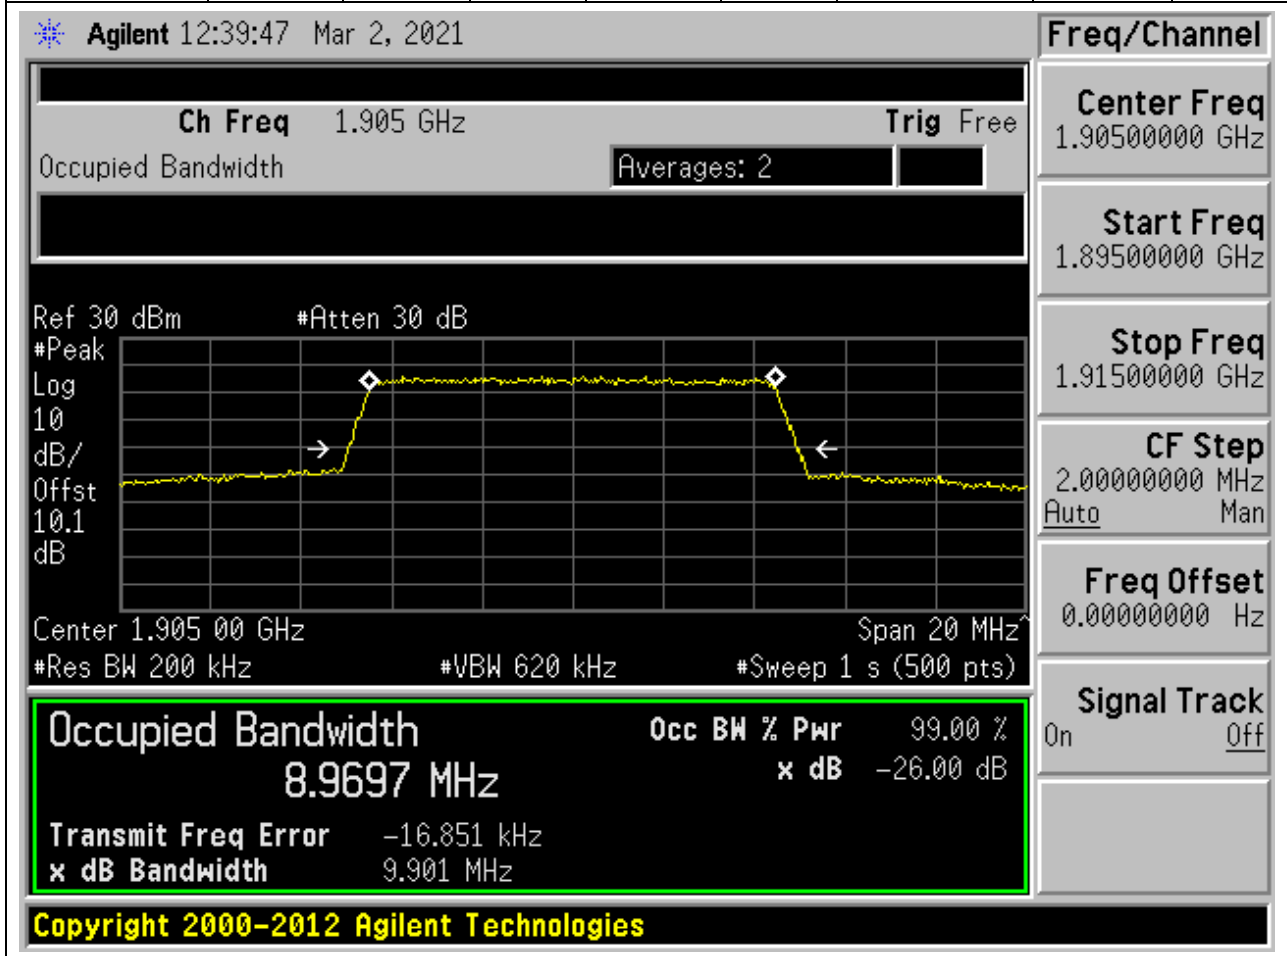 Agilent 12:39:47 Mar 2, 2021
Freq/Channel
Ch Freq 1.905 GHz Trig Free
Occupied Bandwidth Averages: 2
Center Freq
1.90500000 GHz
Start Freq
1.89500000 GHz
Stop Freq
1.91500000 GHz
CF Step
2.00000000 MHz
Auto Man
Freq Offset
0.00000000 Hz
Signal Track
On Off
Ref 30 dBm #Atten 30 dB
#Peak
Log
10
dB/
Offst
10.1
dB
Center 1.905 00 GHz Span 20 MHz^
#Res BW 200 kHz #VBW 620 kHz #Sweep 1 s (500 pts)
Occupied Bandwidth Occ BW % Pwr 99.00 %
8.9697 MHz x dB -26.00 dB
Transmit Freq Error -16.851 kHz
x dB Bandwidth 9.901 MHz
Copyright 2000-2012 Agilent Technologies